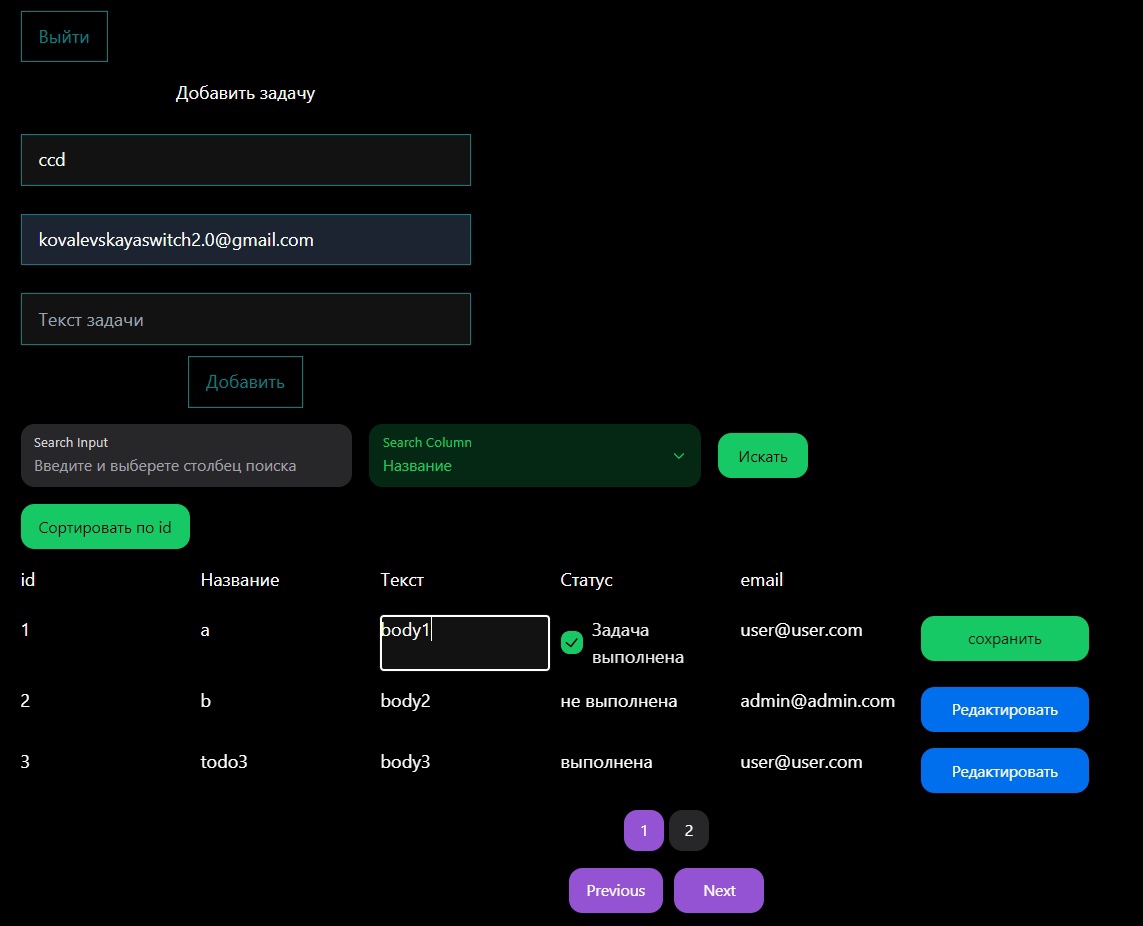 Выйти
Добавить задачу
ccd
kovalevskayaswitch2.0@gmail.com
Текст задачи
Добавить
Search Input
Введите и выберете столбец поиска
Search Column
Название
Искать
Сортировать по id
id Название Текст Статус email
1 a body1 Задача выполнена user@user.com сохранить
2 b body2 не выполнена admin@admin.com Редактировать
3 todo3 body3 выполнена user@user.com Редактировать
1 2
Previous Next